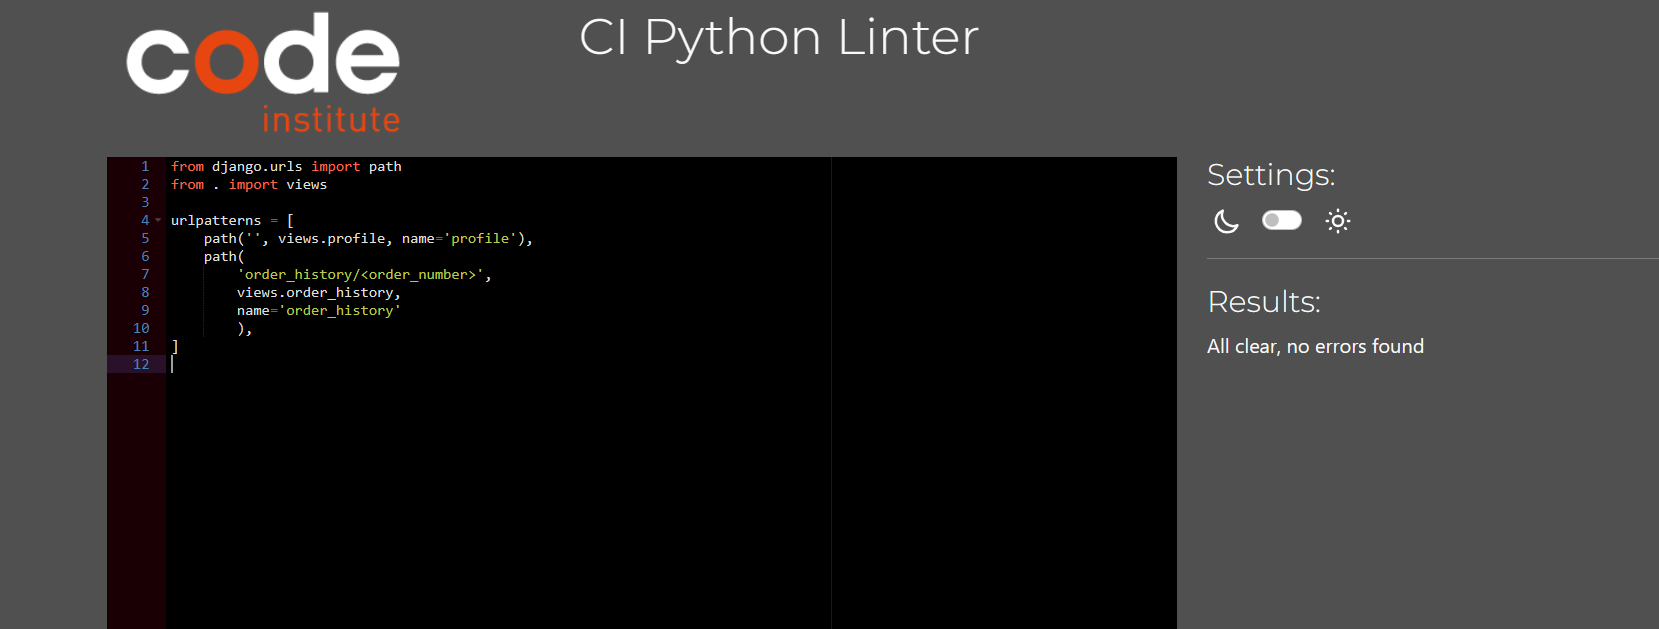 code
institute
CI Python Linter
1 from django.urls import path
2 from . import views
3
4 urlpatterns = [
5     path('', views.profile, name='profile'),
6     path(
7         'order_history/<order_number>',
8         views.order_history,
9         name='order_history'
10         ),
11 ]
12
Settings:
Results:
All clear, no errors found